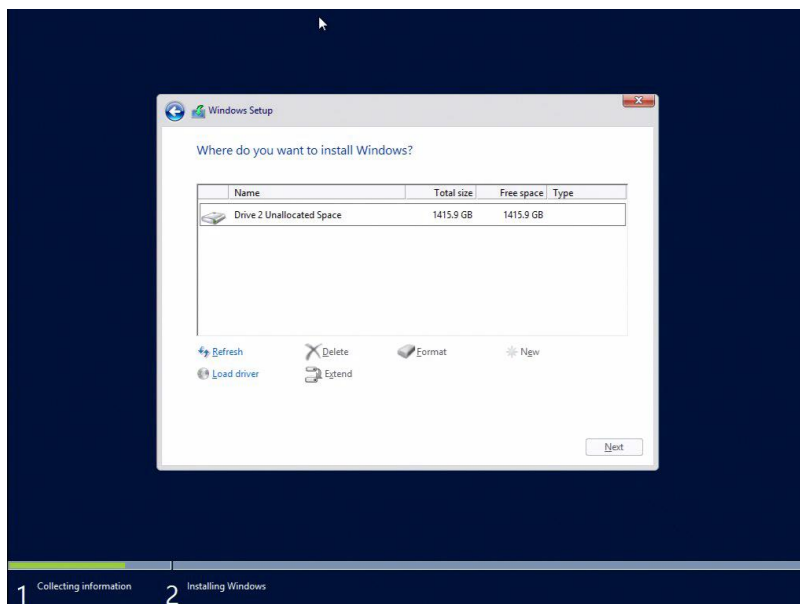 Windows Setup
Where do you want to install Windows?
Name Total size Free space Type
Drive 2 Unallocated Space 1415.9 GB 1415.9 GB
Refresh Delete Format New
Load driver Extend
Next
1 Collecting information 2 Installing Windows